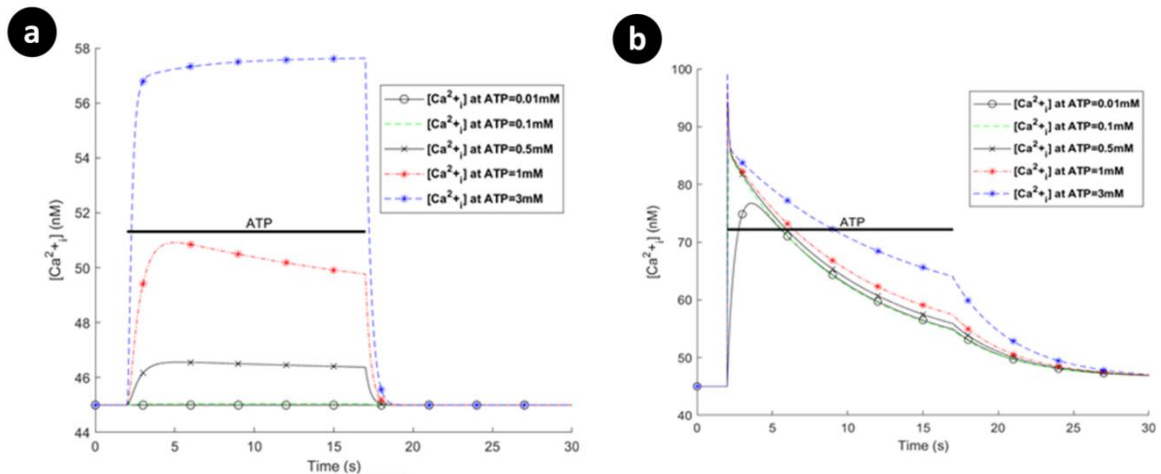 a
58
56
54
52
50
48
46
44
[Ca²⁺ᵢ] (nM)
ATP
[Ca²⁺ᵢ] at ATP=0.01mM
[Ca²⁺ᵢ] at ATP=0.1mM
[Ca²⁺ᵢ] at ATP=0.5mM
[Ca²⁺ᵢ] at ATP=1mM
[Ca²⁺ᵢ] at ATP=3mM
0 5 10 15 20 25 30
Time (s)
b
100
90
80
70
60
50
40
[Ca²⁺ᵢ] (nM)
ATP
[Ca²⁺ᵢ] at ATP=0.01mM
[Ca²⁺ᵢ] at ATP=0.1mM
[Ca²⁺ᵢ] at ATP=0.5mM
[Ca²⁺ᵢ] at ATP=1mM
[Ca²⁺ᵢ] at ATP=3mM
0 5 10 15 20 25 30
Time (s)